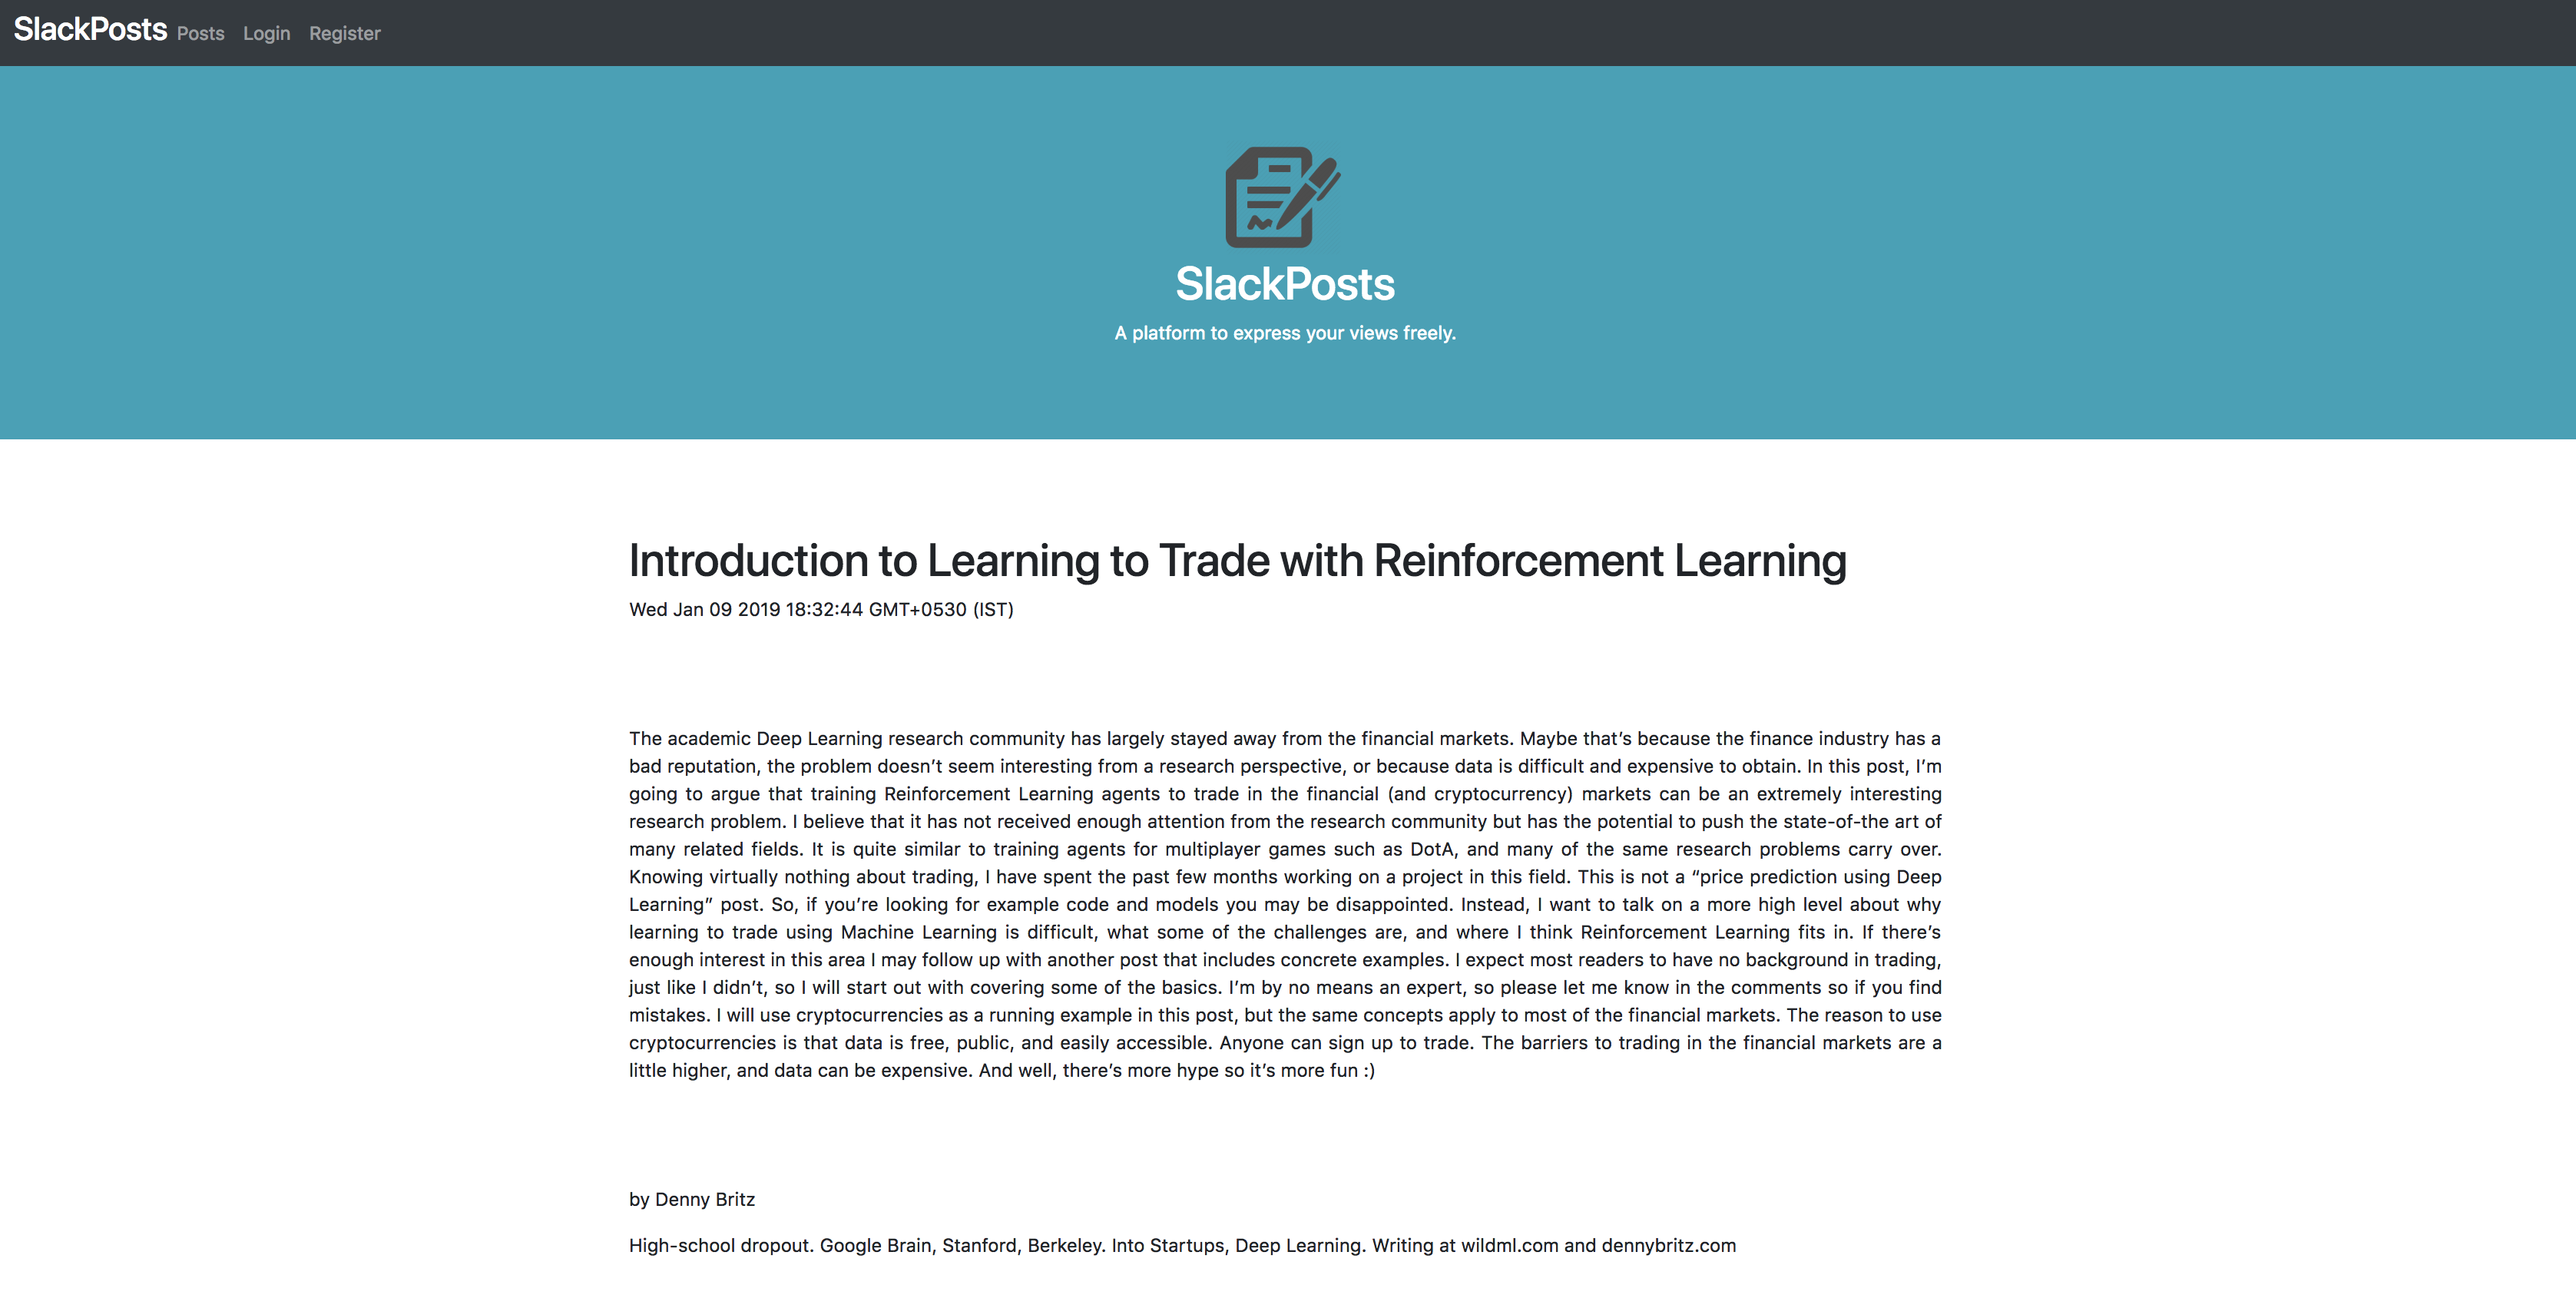 SlackPosts Posts Login Register
SlackPosts
A platform to express your views freely.
Introduction to Learning to Trade with Reinforcement Learning
Wed Jan 09 2019 18:32:44 GMT+0530 (IST)
The academic Deep Learning research community has largely stayed away from the financial markets. Maybe that’s because the finance industry has a
bad reputation, the problem doesn’t seem interesting from a research perspective, or because data is difficult and expensive to obtain. In this post, I’m
going to argue that training Reinforcement Learning agents to trade in the financial (and cryptocurrency) markets can be an extremely interesting
research problem. I believe that it has not received enough attention from the research community but has the potential to push the state-of-the art of
many related fields. It is quite similar to training agents for multiplayer games such as DotA, and many of the same research problems carry over.
Knowing virtually nothing about trading, I have spent the past few months working on a project in this field. This is not a “price prediction using Deep
Learning” post. So, if you’re looking for example code and models you may be disappointed. Instead, I want to talk on a more high level about why
learning to trade using Machine Learning is difficult, what some of the challenges are, and where I think Reinforcement Learning fits in. If there’s
enough interest in this area I may follow up with another post that includes concrete examples. I expect most readers to have no background in trading,
just like I didn’t, so I will start out with covering some of the basics. I’m by no means an expert, so please let me know in the comments so if you find
mistakes. I will use cryptocurrencies as a running example in this post, but the same concepts apply to most of the financial markets. The reason to use
cryptocurrencies is that data is free, public, and easily accessible. Anyone can sign up to trade. The barriers to trading in the financial markets are a
little higher, and data can be expensive. And well, there’s more hype so it’s more fun :)
by Denny Britz
High-school dropout. Google Brain, Stanford, Berkeley. Into Startups, Deep Learning. Writing at wildml.com and dennybritz.com